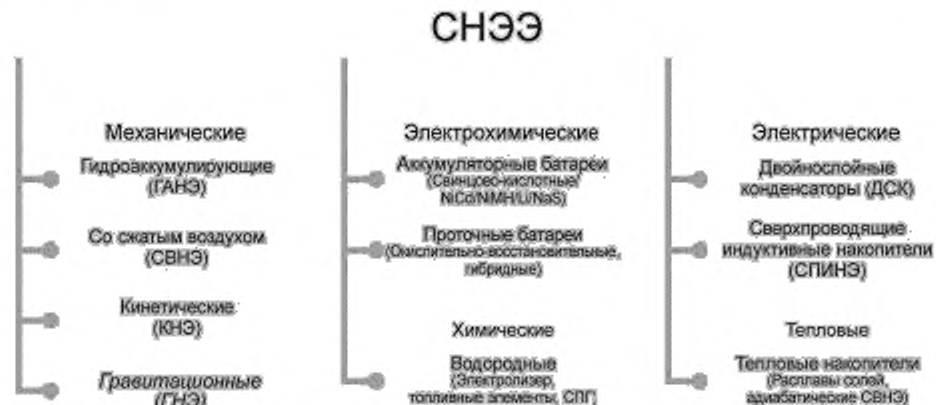 СНЭЭ
Механические
Гидроаккумулирующие
(ГАНЭ)
Со сжатым воздухом
(СВНЭ)
Кинетические
(КНЭ)
Гравитационные
(ГНЭ)
Электрохимические
Аккумуляторные батареи
(Свинцово-кислотные/
NiCd/NiMH/Li/NaS)
Проточные батареи
(Окислительно-восстановительные,
гибридные)
Химические
Водородные
(Электролизер,
топливные элементы, СПГ)
Электрические
Двойнослойные
конденсаторы (ДСК)
Сверхпроводящие
индуктивные накопители
(СПИНЭ)
Тепловые
Тепловые накопители
(Расплавы солей,
адиабатические СВНЭ)